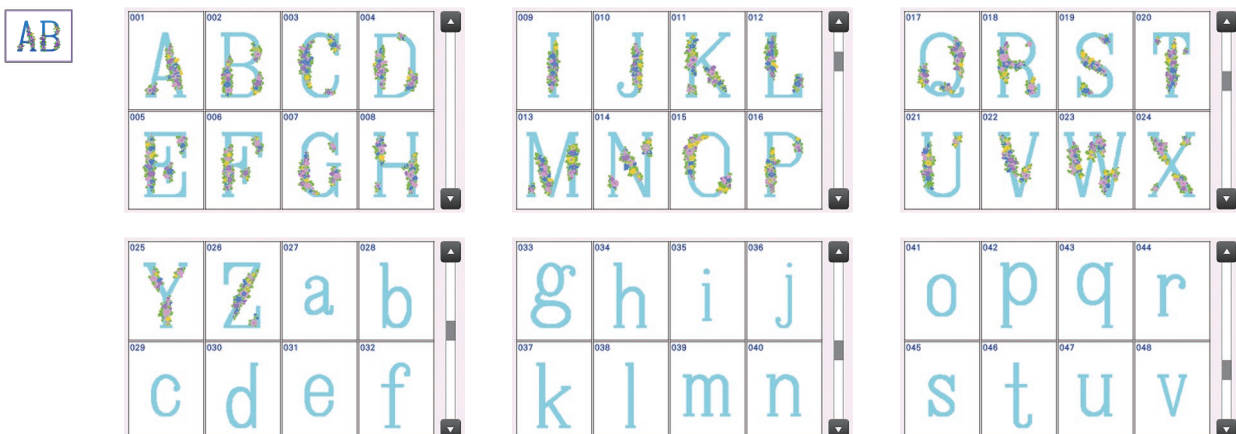 AB
001 002 003 004
A B C D
005 006 007 008
E F G H
009 010 011 012
I J K L
013 014 015 016
M N O P
017 018 019 020
Q R S T
021 022 023 024
U V W X
025 026 027 028
Y Z a b
029 030 031 032
c d e f
033 034 035 036
g h i j
037 038 039 040
k l m n
041 042 043 044
o p q r
045 046 047 048
s t u v